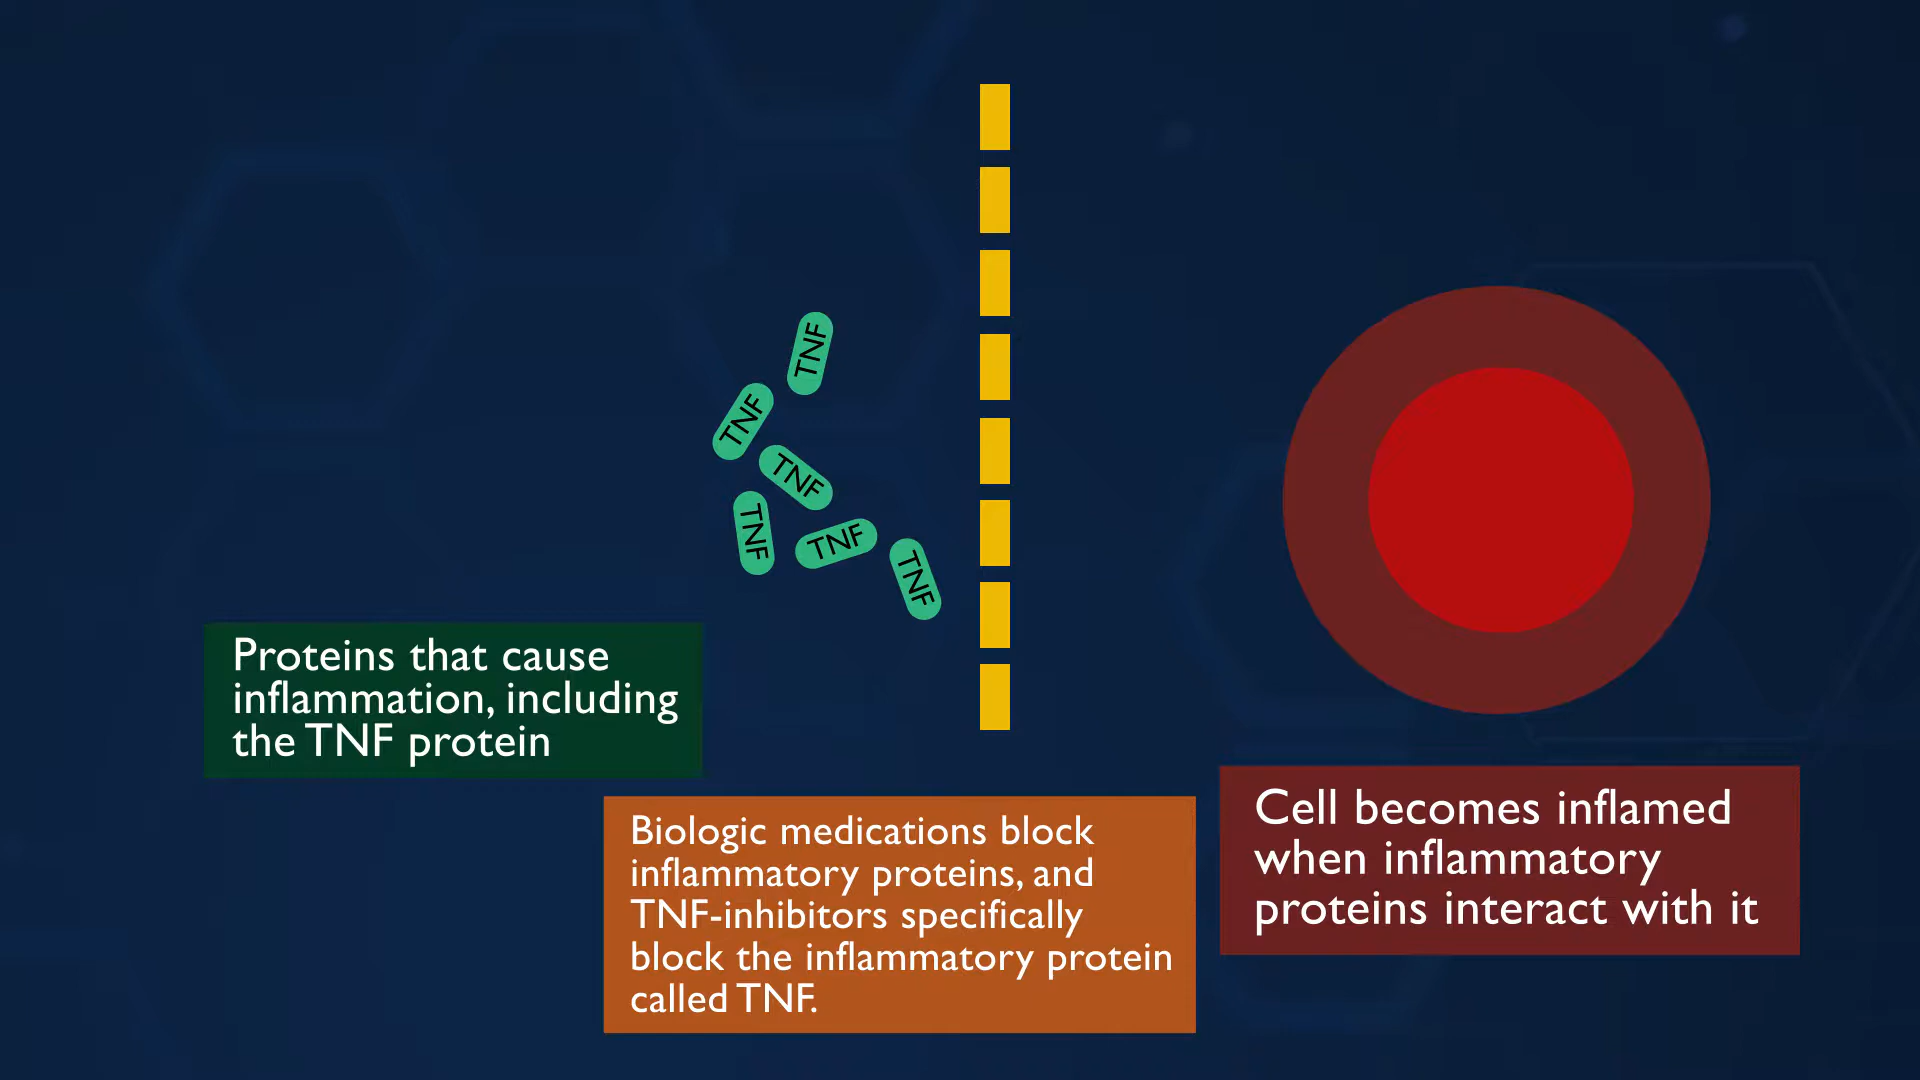 TNF
TNF
TNF
TNF
TNF
TNF
Proteins that cause
inflammation, including
the TNF protein
Biologic medications block
inflammatory proteins, and
TNF-inhibitors specifically
block the inflammatory protein
called TNF.
Cell becomes inflamed
when inflammatory
proteins interact with it